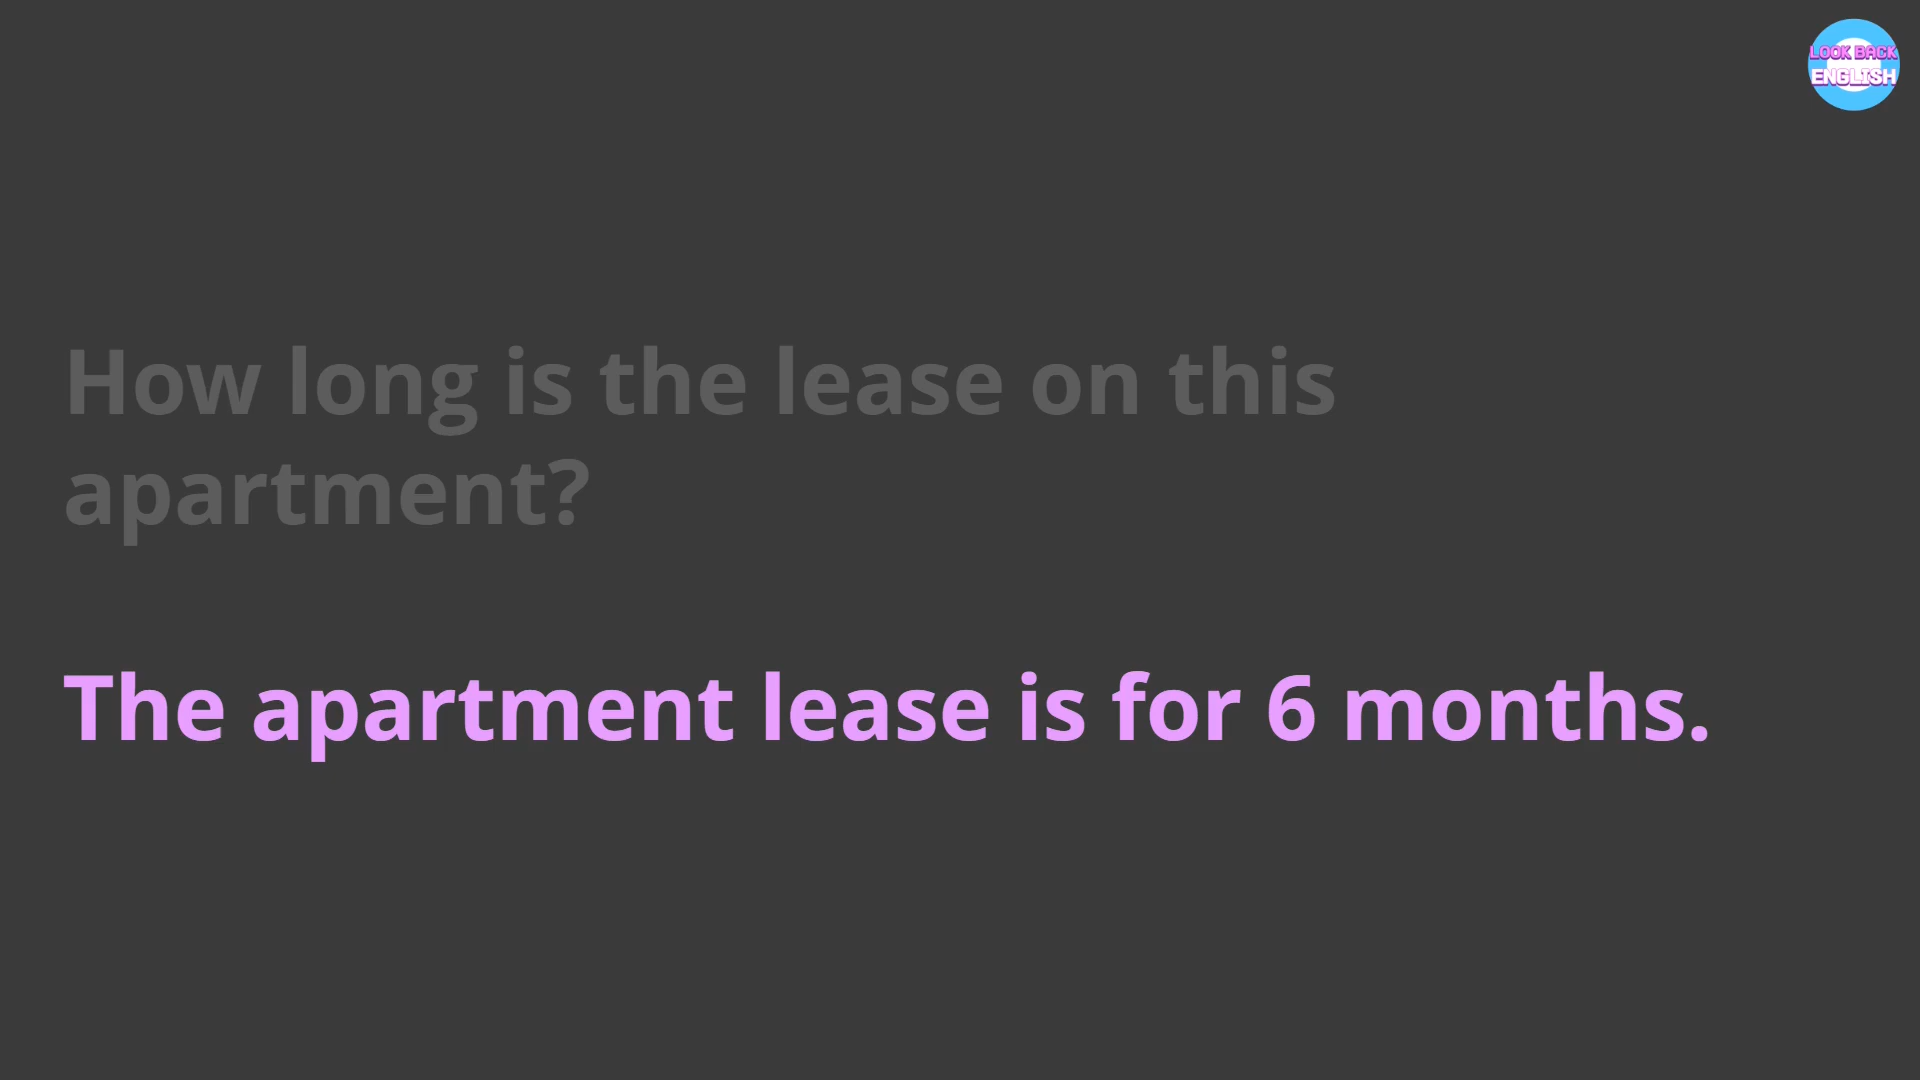 LOOK BACK
ENGLISH
How long is the lease on this
apartment?
The apartment lease is for 6 months.